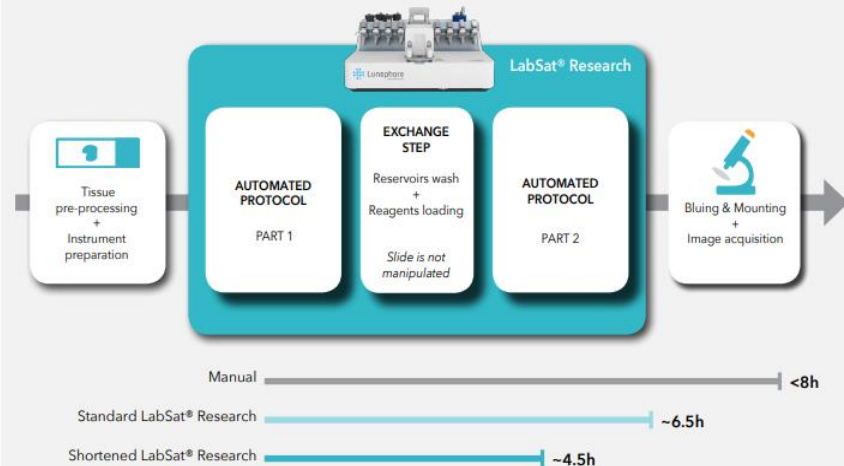 Lunaphore
LabSat® Research
Tissue
pre-processing
+
Instrument
preparation
AUTOMATED
PROTOCOL
PART 1
EXCHANGE
STEP
Reservoirs wash
+
Reagents loading
Slide is not
manipulated
AUTOMATED
PROTOCOL
PART 2
Bluing & Mounting
+
Image acquisition
Manual
<8h
Standard LabSat® Research
~6.5h
Shortened LabSat® Research
~4.5h